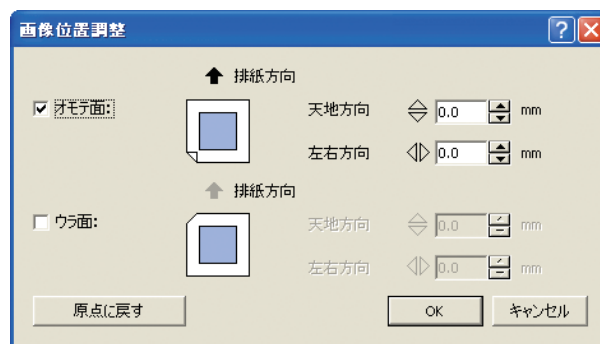 画像位置調整
排紙方向
オモテ面:
天地方向 0.0 mm
左右方向 0.0 mm
排紙方向
ウラ面:
天地方向 0.0 mm
左右方向 0.0 mm
原点に戻す OK キャンセル